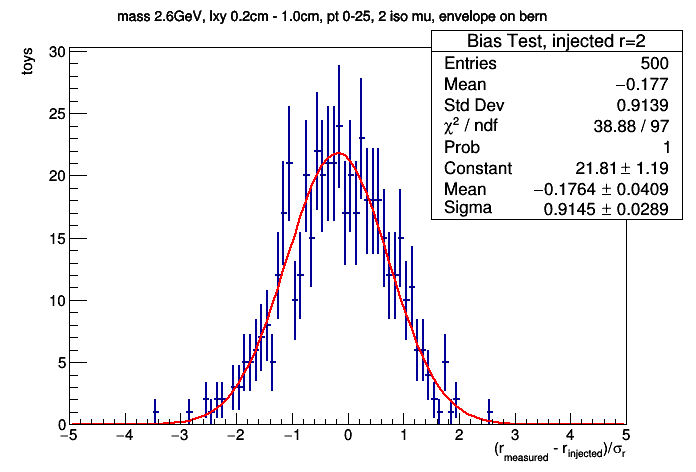 mass 2.6GeV, lxy 0.2cm - 1.0cm, pt 0-25, 2 iso mu, envelope on bern
Bias Test, injected r=2
Entries 500
Mean −0.177
Std Dev 0.9139
χ² / ndf 38.88 / 97
Prob 1
Constant 21.81 ± 1.19
Mean −0.1764 ± 0.0409
Sigma 0.9145 ± 0.0289
toys
30
25
20
15
10
5
0
−5 −4 −3 −2 −1 0 1 2 3 4 5
(r_measured - r_injected)/σ_r